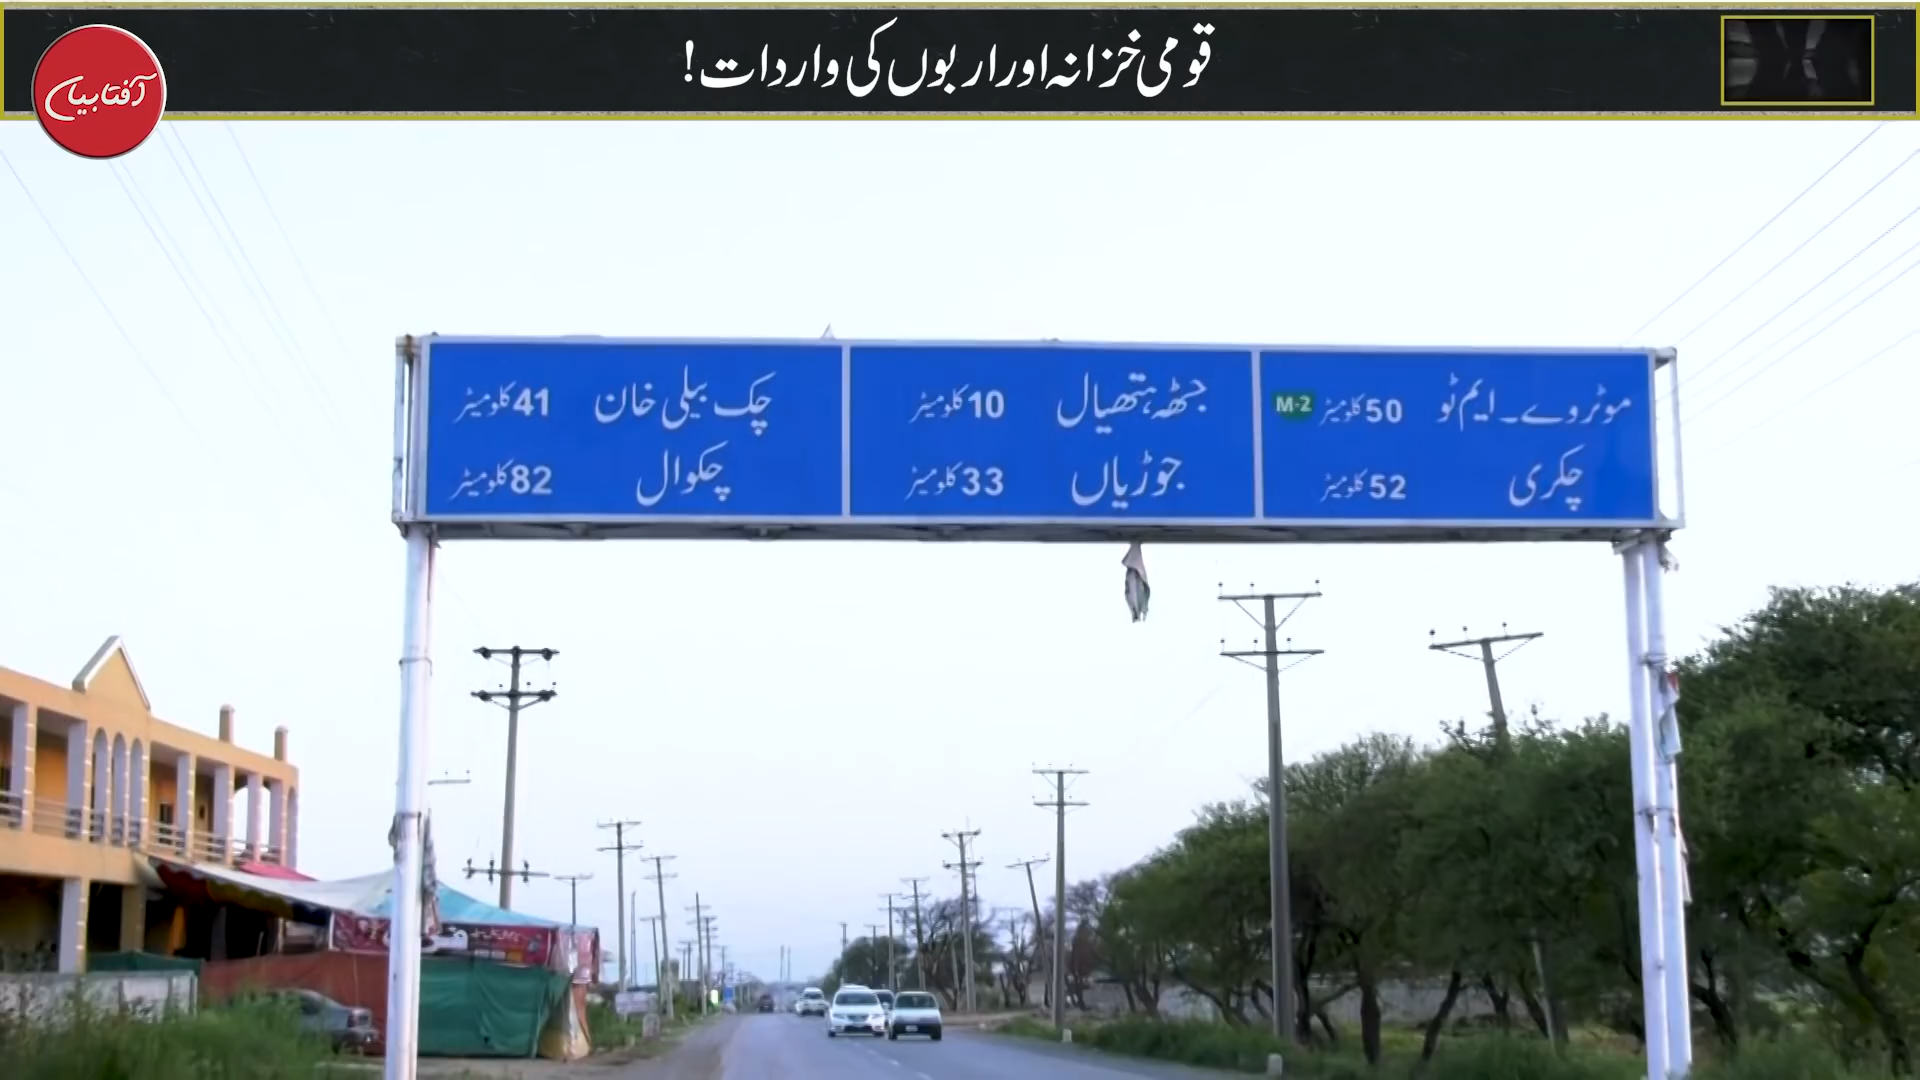 قومی خزانہ اور اربوں کی واردات!
آفتابیاں
موٹروے۔ایم ٹو 50 کلومیٹر M-2
چکری 52 کلومیٹر
جٹھہ ہتھیال 10 کلومیٹر
جوڑیاں 33 کلومیٹر
چک بیلی خان 41 کلومیٹر
چکوال 82 کلومیٹر